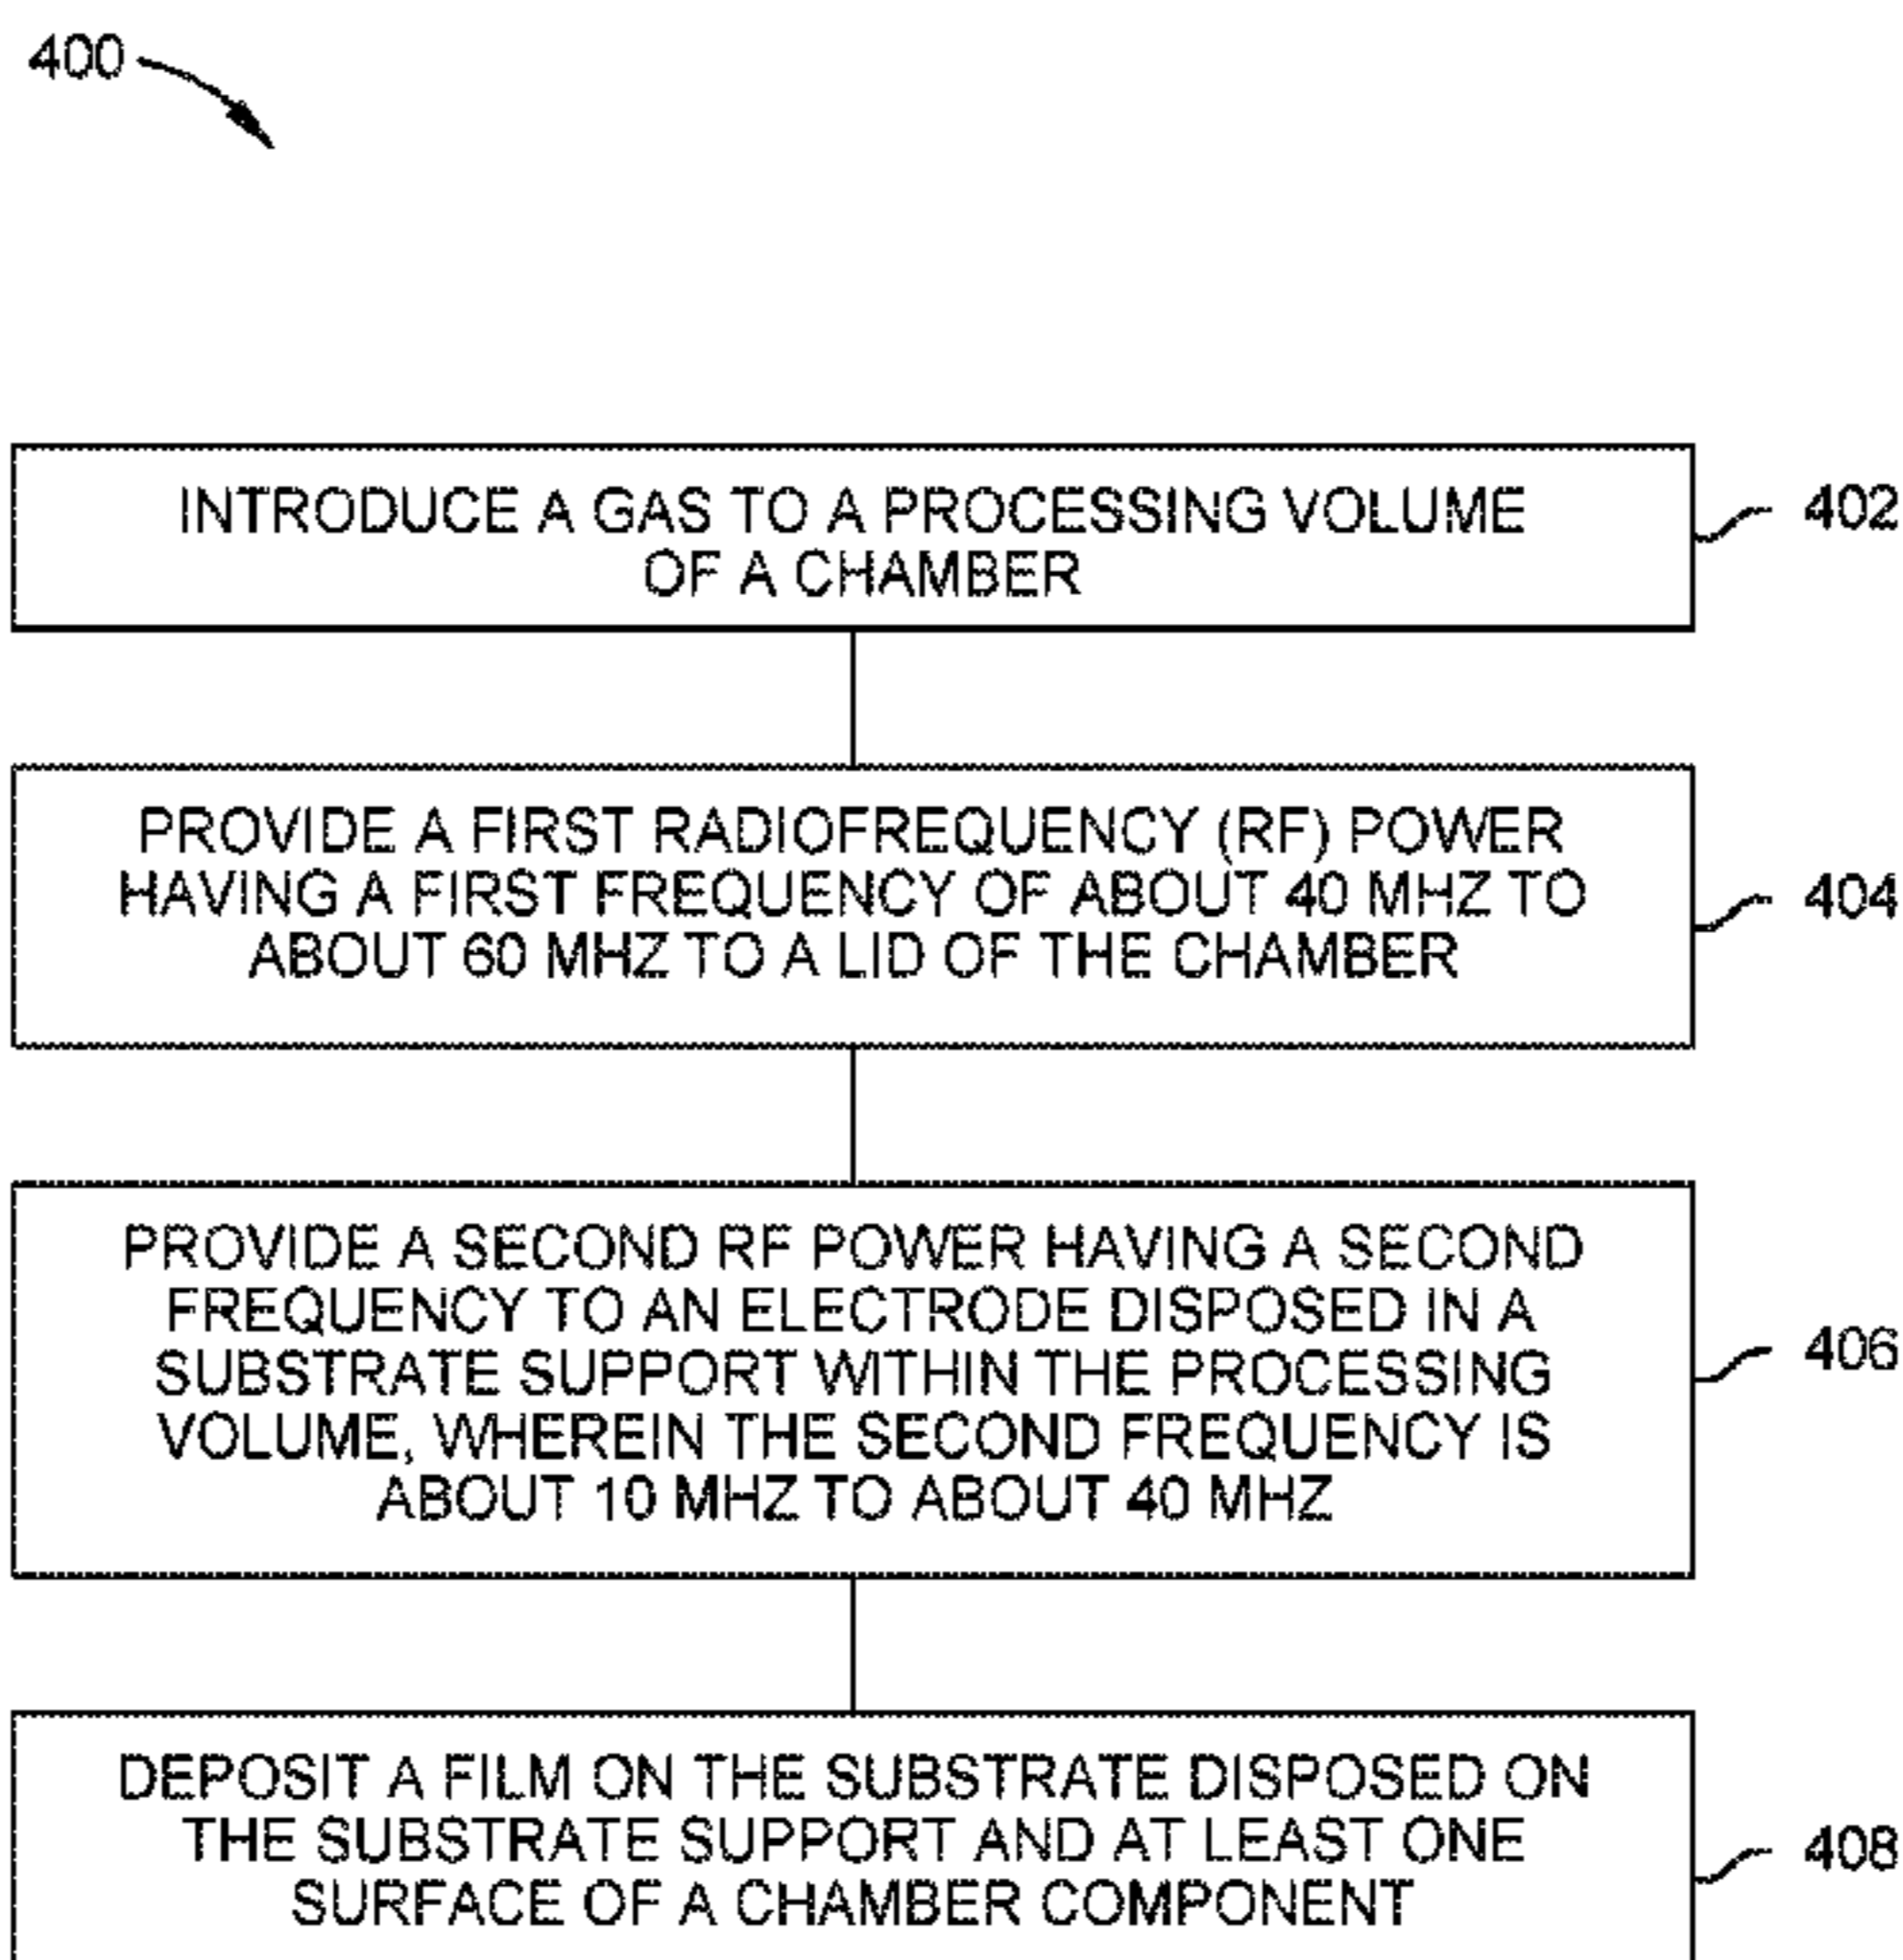 400
INTRODUCE A GAS TO A PROCESSING VOLUME
OF A CHAMBER
402
PROVIDE A FIRST RADIOFREQUENCY (RF) POWER
HAVING A FIRST FREQUENCY OF ABOUT 40 MHZ TO
ABOUT 60 MHZ TO A LID OF THE CHAMBER
404
PROVIDE A SECOND RF POWER HAVING A SECOND
FREQUENCY TO AN ELECTRODE DISPOSED IN A
SUBSTRATE SUPPORT WITHIN THE PROCESSING
VOLUME, WHEREIN THE SECOND FREQUENCY IS
ABOUT 10 MHZ TO ABOUT 40 MHZ
406
DEPOSIT A FILM ON THE SUBSTRATE DISPOSED ON
THE SUBSTRATE SUPPORT AND AT LEAST ONE
SURFACE OF A CHAMBER COMPONENT
408